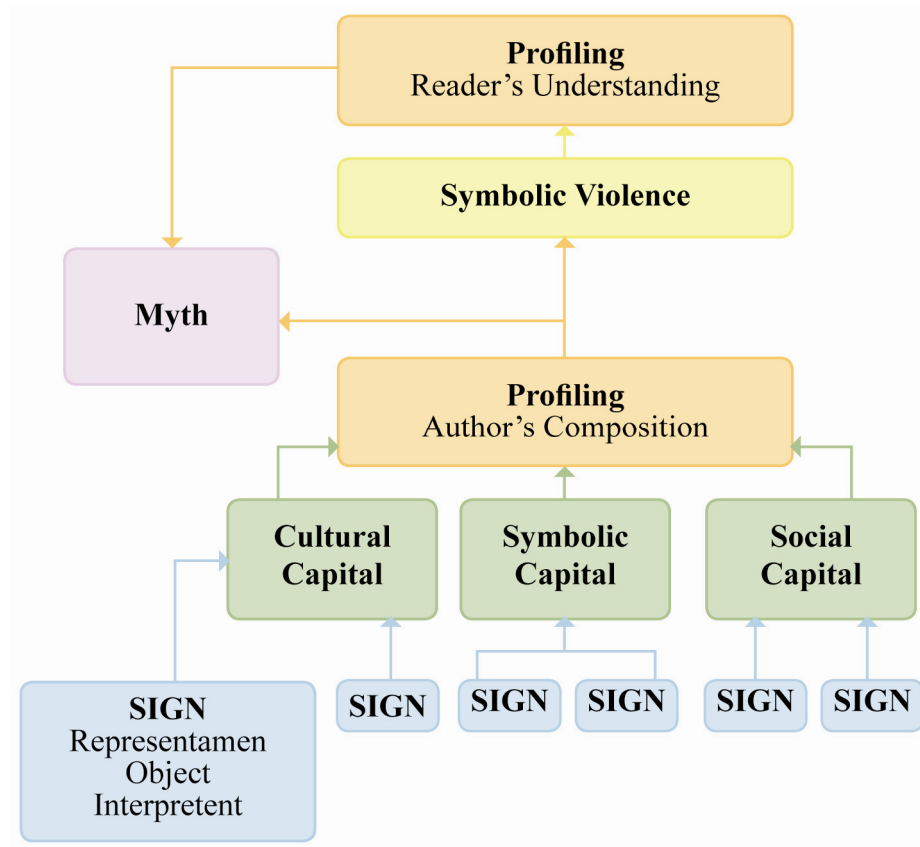 Profiling
Reader's Understanding
Symbolic Violence
Myth
Profiling
Author's Composition
Cultural
Capital
Symbolic
Capital
Social
Capital
SIGN
Representamen
Object
Interpretent
SIGN
SIGN
SIGN
SIGN
SIGN